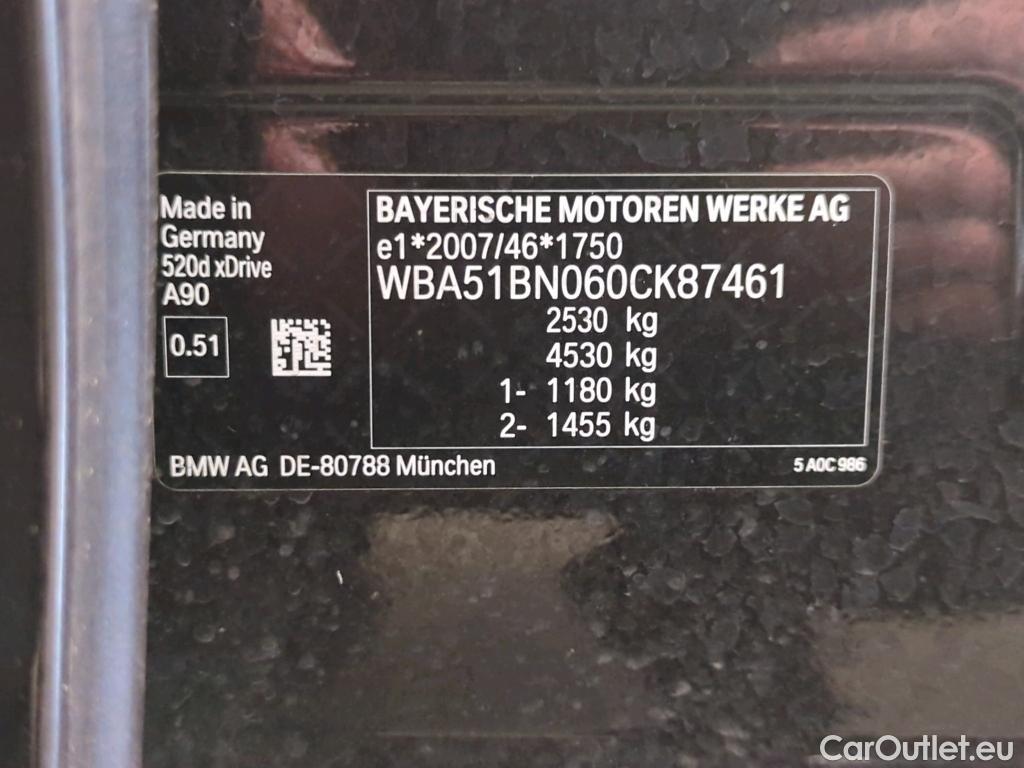 Made in
Germany
520d xDrive
A90
0.51
BAYERISCHE MOTOREN WERKE AG
e1*2007/46*1750
WBA51BN060CK87461
2530 kg
4530 kg
1- 1180 kg
2- 1455 kg
BMW AG DE-80788 München
5 A0C 986
CarOutlet.eu